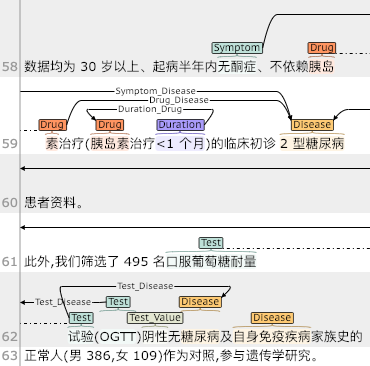 Symptom Drug
58 数据均为 30 岁以上、起病半年内无酮症、不依赖胰岛
Symptom_Disease
Drug_Disease
Duration_Drug
Drug Drug Duration Disease
59 素治疗(胰岛素治疗<1 个月)的临床初诊 2 型糖尿病
60 患者资料。
Test
61 此外,我们筛选了 495 名口服葡萄糖耐量
Test_Disease
Test_Disease Test Disease
Test Test_Value Disease
62 试验(OGTT)阴性无糖尿病及自身免疫疾病家族史的
63 正常人(男 386,女 109)作为对照,参与遗传学研究。